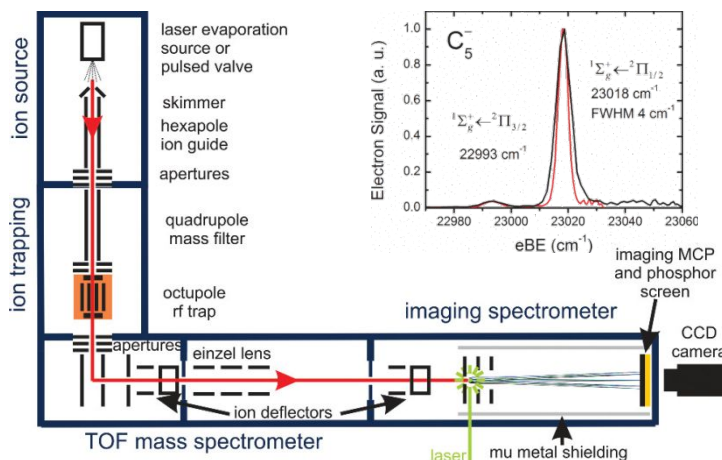 ion source
laser evaporation
source or
pulsed valve
skimmer
hexapole
ion guide
apertures
ion trapping
quadrupole
mass filter
octupole
rf trap
apertures
einzel lens
ion deflectors
TOF mass spectrometer
imaging spectrometer
laser
mu metal shielding
imaging MCP
and phosphor
screen
CCD
camera
C₅⁻
¹Σg⁺←²Π1/2
23018 cm⁻¹
FWHM 4 cm⁻¹
¹Σg⁺←²Π3/2
22993 cm⁻¹
Electron Signal (a. u.)
1.0
0.8
0.6
0.4
0.2
0.0
22980 23000 23020 23040 23060
eBE (cm⁻¹)